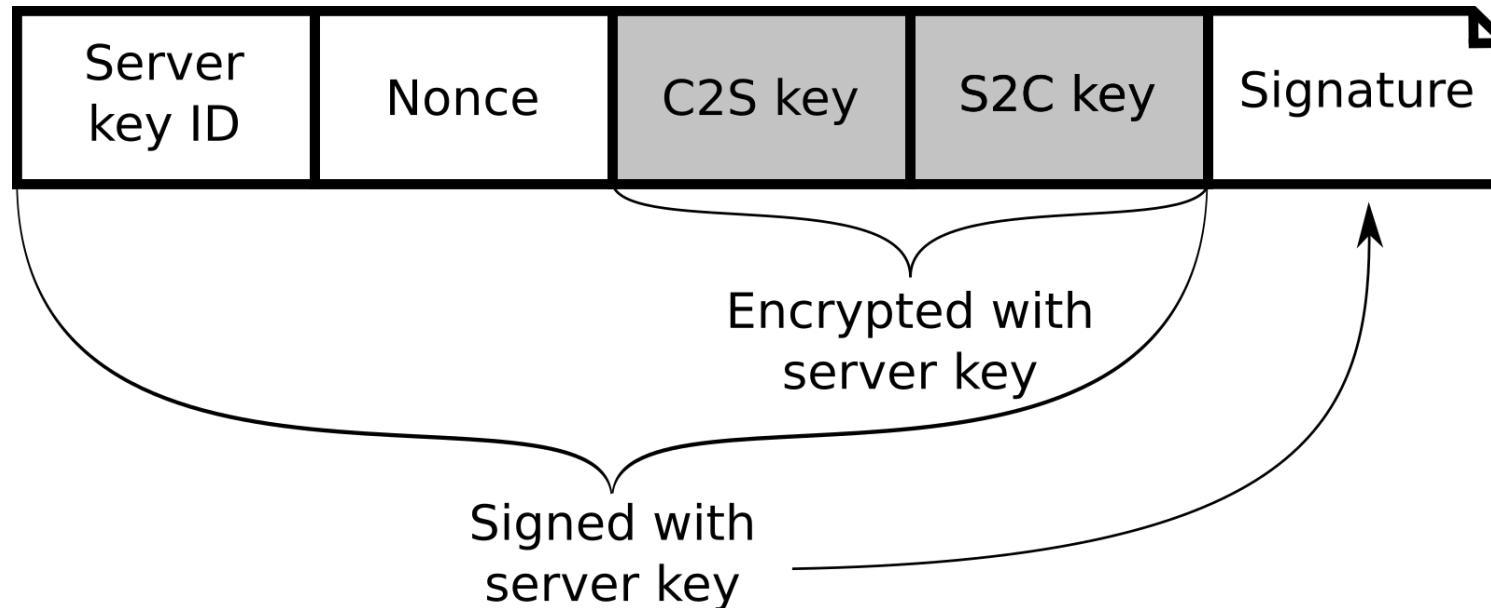 Server
key ID
Nonce
C2S key
S2C key
Signature
Encrypted with
server key
Signed with
server key